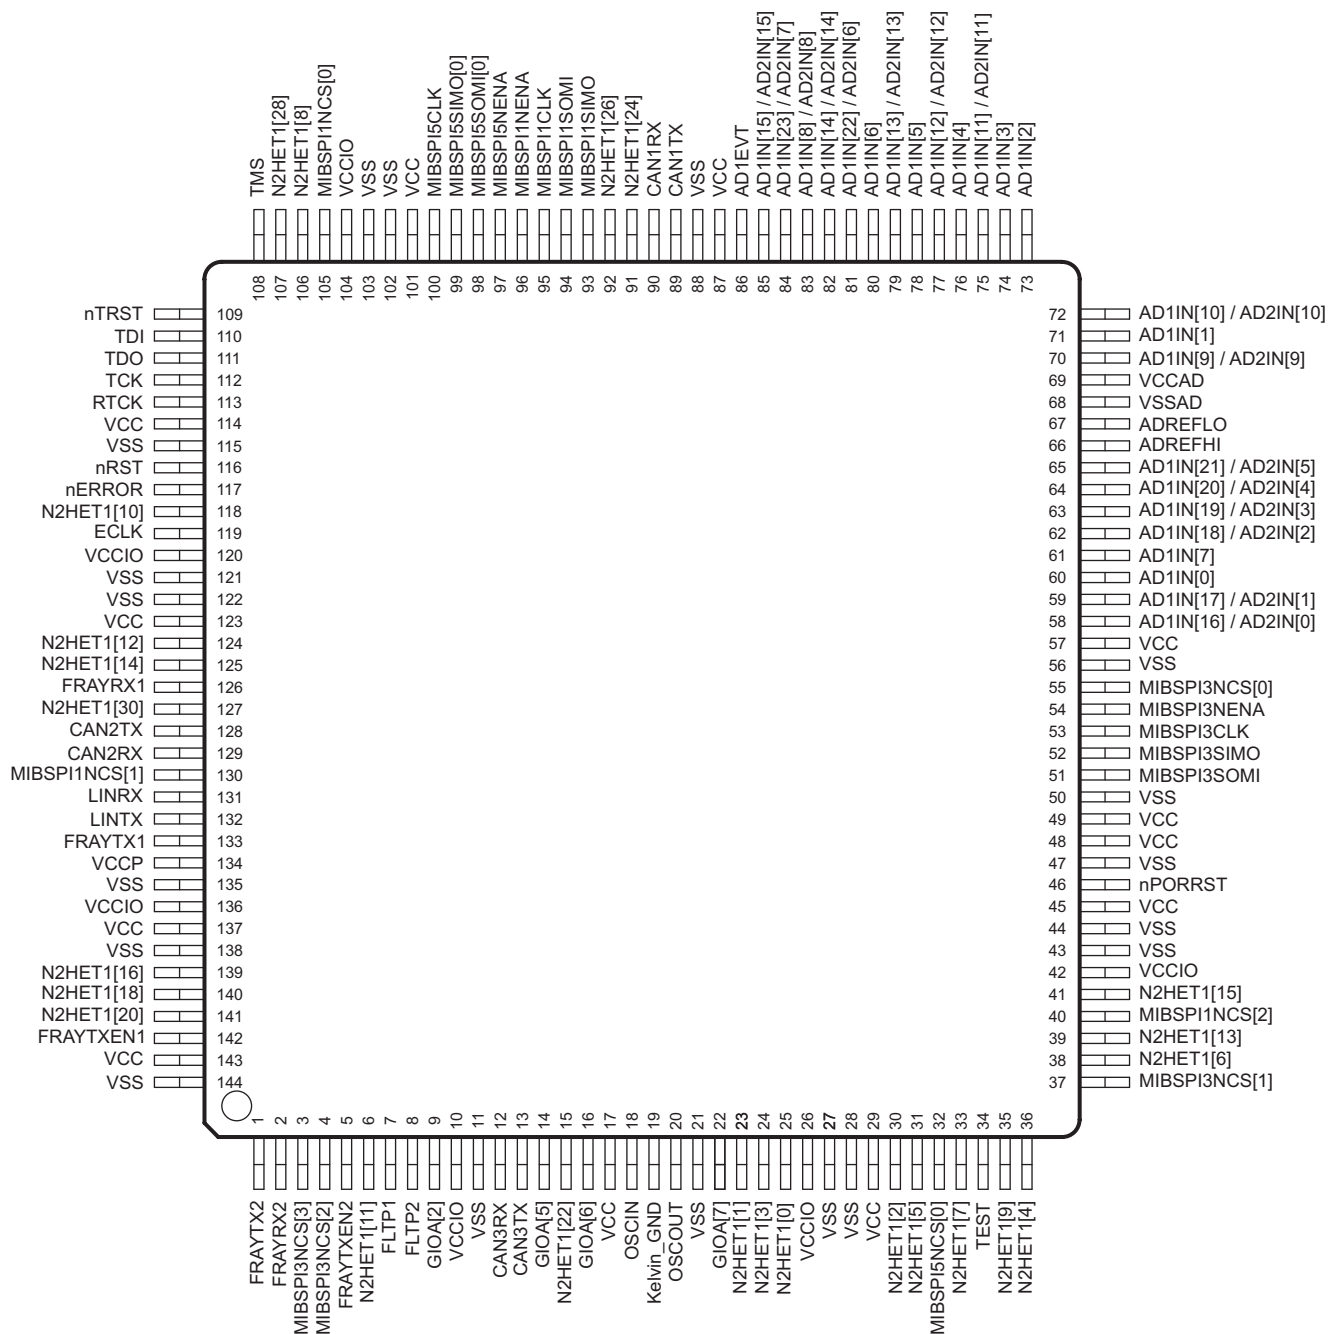 TMS
N2HET1[28]
N2HET1[8]
MIBSPI1NCS[0]
VCCIO
VSS
VSS
VCC
MIBSPI5CLK
MIBSPI5SIMO[0]
MIBSPI5SOMI[0]
MIBSPI5NENA
MIBSPI1NENA
MIBSPI1CLK
MIBSPI1SOMI
MIBSPI1SIMO
N2HET1[26]
N2HET1[24]
CAN1RX
CAN1TX
VSS
VCC
AD1EVT
AD1IN[15] / AD2IN[15]
AD1IN[23] / AD2IN[7]
AD1IN[8] / AD2IN[8]
AD1IN[14] / AD2IN[14]
AD1IN[22] / AD2IN[6]
AD1IN[6]
AD1IN[13] / AD2IN[13]
AD1IN[5]
AD1IN[12] / AD2IN[12]
AD1IN[4]
AD1IN[11] / AD2IN[11]
AD1IN[3]
AD1IN[2]
108
107
106
105
104
103
102
101
100
99
98
97
96
95
94
93
92
91
90
89
88
87
86
85
84
83
82
81
80
79
78
77
76
75
74
73
nTRST 109
TDI 110
TDO 111
TCK 112
RTCK 113
VCC 114
VSS 115
nRST 116
nERROR 117
N2HET1[10] 118
ECLK 119
VCCIO 120
VSS 121
VSS 122
VCC 123
N2HET1[12] 124
N2HET1[14] 125
FRAYRX1 126
N2HET1[30] 127
CAN2TX 128
CAN2RX 129
MIBSPI1NCS[1] 130
LINRX 131
LINTX 132
FRAYTX1 133
VCCP 134
VSS 135
VCCIO 136
VCC 137
VSS 138
N2HET1[16] 139
N2HET1[18] 140
N2HET1[20] 141
FRAYTXEN1 142
VCC 143
VSS 144
72 AD1IN[10] / AD2IN[10]
71 AD1IN[1]
70 AD1IN[9] / AD2IN[9]
69 VCCAD
68 VSSAD
67 ADREFLO
66 ADREFHI
65 AD1IN[21] / AD2IN[5]
64 AD1IN[20] / AD2IN[4]
63 AD1IN[19] / AD2IN[3]
62 AD1IN[18] / AD2IN[2]
61 AD1IN[7]
60 AD1IN[0]
59 AD1IN[17] / AD2IN[1]
58 AD1IN[16] / AD2IN[0]
57 VCC
56 VSS
55 MIBSPI3NCS[0]
54 MIBSPI3NENA
53 MIBSPI3CLK
52 MIBSPI3SIMO
51 MIBSPI3SOMI
50 VSS
49 VCC
48 VCC
47 VSS
46 nPORRST
45 VCC
44 VSS
43 VSS
42 VCCIO
41 N2HET1[15]
40 MIBSPI1NCS[2]
39 N2HET1[13]
38 N2HET1[6]
37 MIBSPI3NCS[1]
1
2
3
4
5
6
7
8
9
10
11
12
13
14
15
16
17
18
19
20
21
22
23
24
25
26
27
28
29
30
31
32
33
34
35
36
FRAYTX2
FRAYRX2
MIBSPI3NCS[3]
MIBSPI3NCS[2]
FRAYTXEN2
N2HET1[11]
FLTP1
FLTP2
GIOA[2]
VCCIO
VSS
CAN3RX
CAN3TX
GIOA[5]
N2HET1[22]
GIOA[6]
VCC
OSCIN
Kelvin_GND
OSCOUT
VSS
GIOA[7]
N2HET1[1]
N2HET1[3]
N2HET1[0]
VCCIO
VSS
VSS
VCC
N2HET1[2]
N2HET1[5]
MIBSPI5NCS[0]
N2HET1[7]
TEST
N2HET1[9]
N2HET1[4]